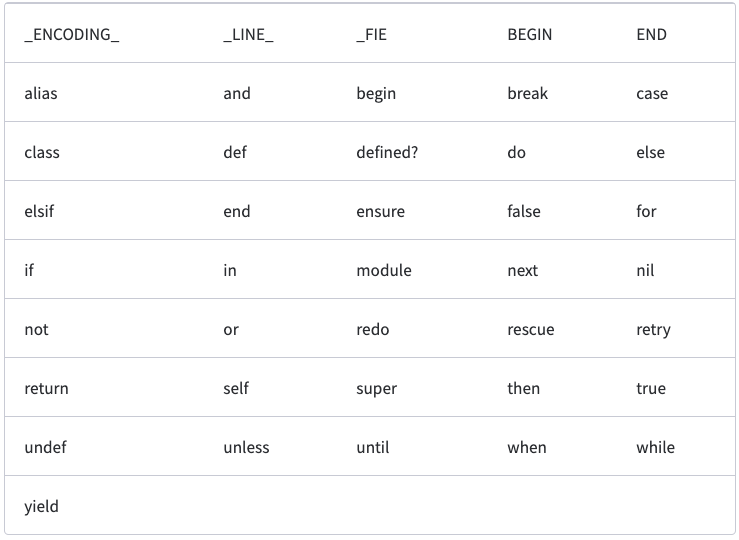 _ENCODING_ _LINE_ _FIE BEGIN END
alias and begin break case
class def defined? do else
elsif end ensure false for
if in module next nil
not or redo rescue retry
return self super then true
undef unless until when while
yield